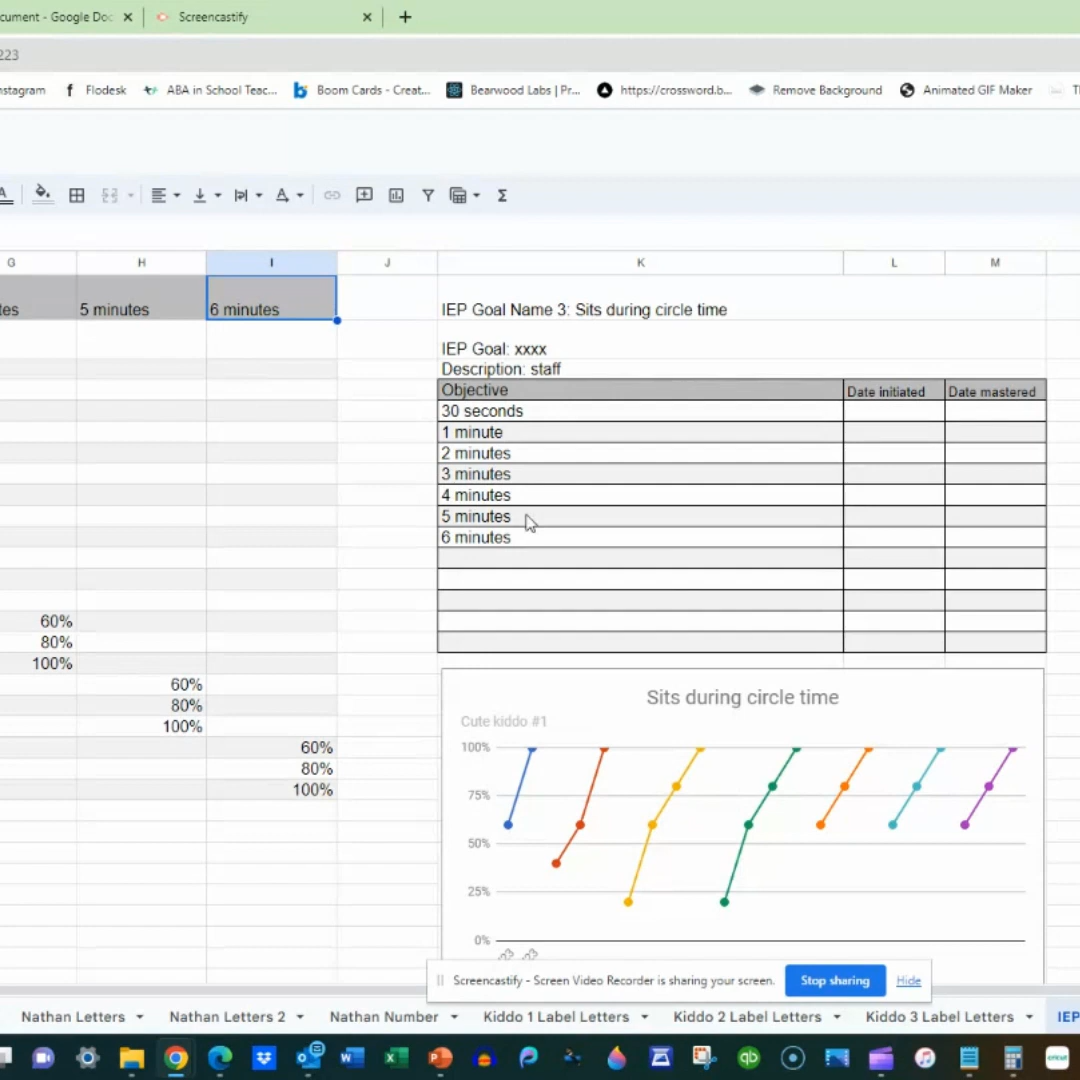 cument - Google Doc
Screencastify
223
nstagram
Flodesk
ABA in School Teac...
Boom Cards - Creat...
Bearwood Labs | Pr...
https://crossword.b...
Remove Background
Animated GIF Maker
G H I J K L M
tes 5 minutes 6 minutes
IEP Goal Name 3: Sits during circle time
IEP Goal: xxxx
Description: staff
Objective Date initiated Date mastered
30 seconds
1 minute
2 minutes
3 minutes
4 minutes
5 minutes
6 minutes
60%
80%
100%
60%
80%
100%
60%
80%
100%
Sits during circle time
Cute kiddo #1
100%
75%
50%
25%
0%
Screencastify - Screen Video Recorder is sharing your screen. Stop sharing Hide
Nathan Letters Nathan Letters 2 Nathan Number Kiddo 1 Label Letters Kiddo 2 Label Letters Kiddo 3 Label Letters IEP